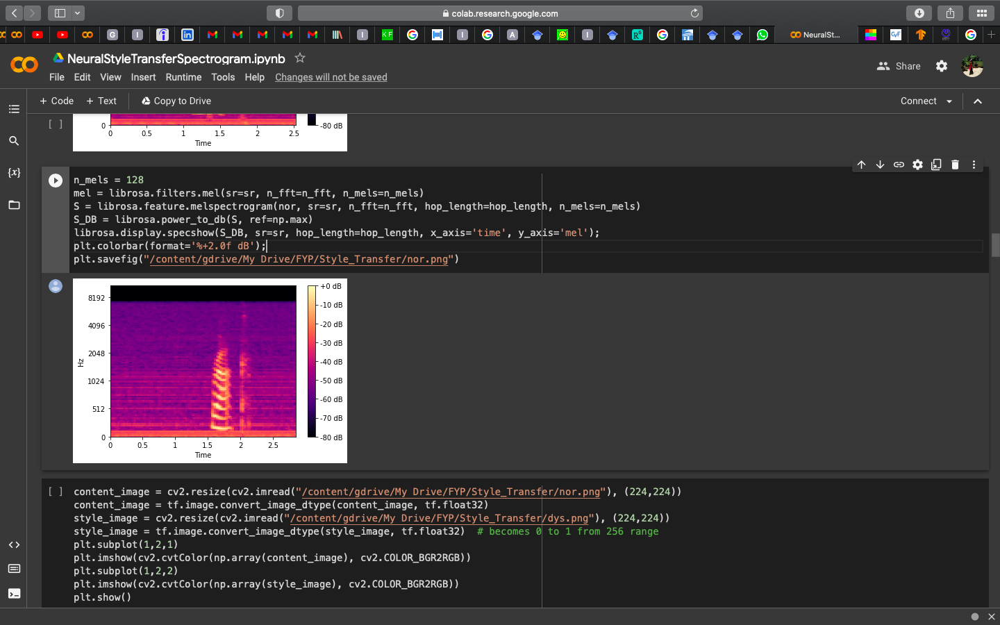 colab.research.google.com
G
I
i
in
I
KF
G
I
G
A
I
R
G
NeuralSt...
GyF
G
NeuralStyleTransferSpectrogram.ipynb
File Edit View Insert Runtime Tools Help Changes will not be saved
Share
+ Code + Text Copy to Drive
Connect
[ ]
0
-80 dB
0 0.5 1 1.5 2 2.5
Time
{x}
n_mels = 128
mel = librosa.filters.mel(sr=sr, n_fft=n_fft, n_mels=n_mels)
S = librosa.feature.melspectrogram(nor, sr=sr, n_fft=n_fft, hop_length=hop_length, n_mels=n_mels)
S_DB = librosa.power_to_db(S, ref=np.max)
librosa.display.specshow(S_DB, sr=sr, hop_length=hop_length, x_axis='time', y_axis='mel');
plt.colorbar(format='%+2.0f dB');
plt.savefig("/content/gdrive/My Drive/FYP/Style_Transfer/nor.png")
8192
4096
2048
1024
512
0
Hz
0 0.5 1 1.5 2 2.5
Time
+0 dB
-10 dB
-20 dB
-30 dB
-40 dB
-50 dB
-60 dB
-70 dB
-80 dB
[ ]
content_image = cv2.resize(cv2.imread("/content/gdrive/My Drive/FYP/Style_Transfer/nor.png"), (224,224))
content_image = tf.image.convert_image_dtype(content_image, tf.float32)
style_image = cv2.resize(cv2.imread("/content/gdrive/My Drive/FYP/Style_Transfer/dys.png"), (224,224))
style_image = tf.image.convert_image_dtype(style_image, tf.float32)  # becomes 0 to 1 from 256 range
plt.subplot(1,2,1)
plt.imshow(cv2.cvtColor(np.array(content_image), cv2.COLOR_BGR2RGB))
plt.subplot(1,2,2)
plt.imshow(cv2.cvtColor(np.array(style_image), cv2.COLOR_BGR2RGB))
plt.show()